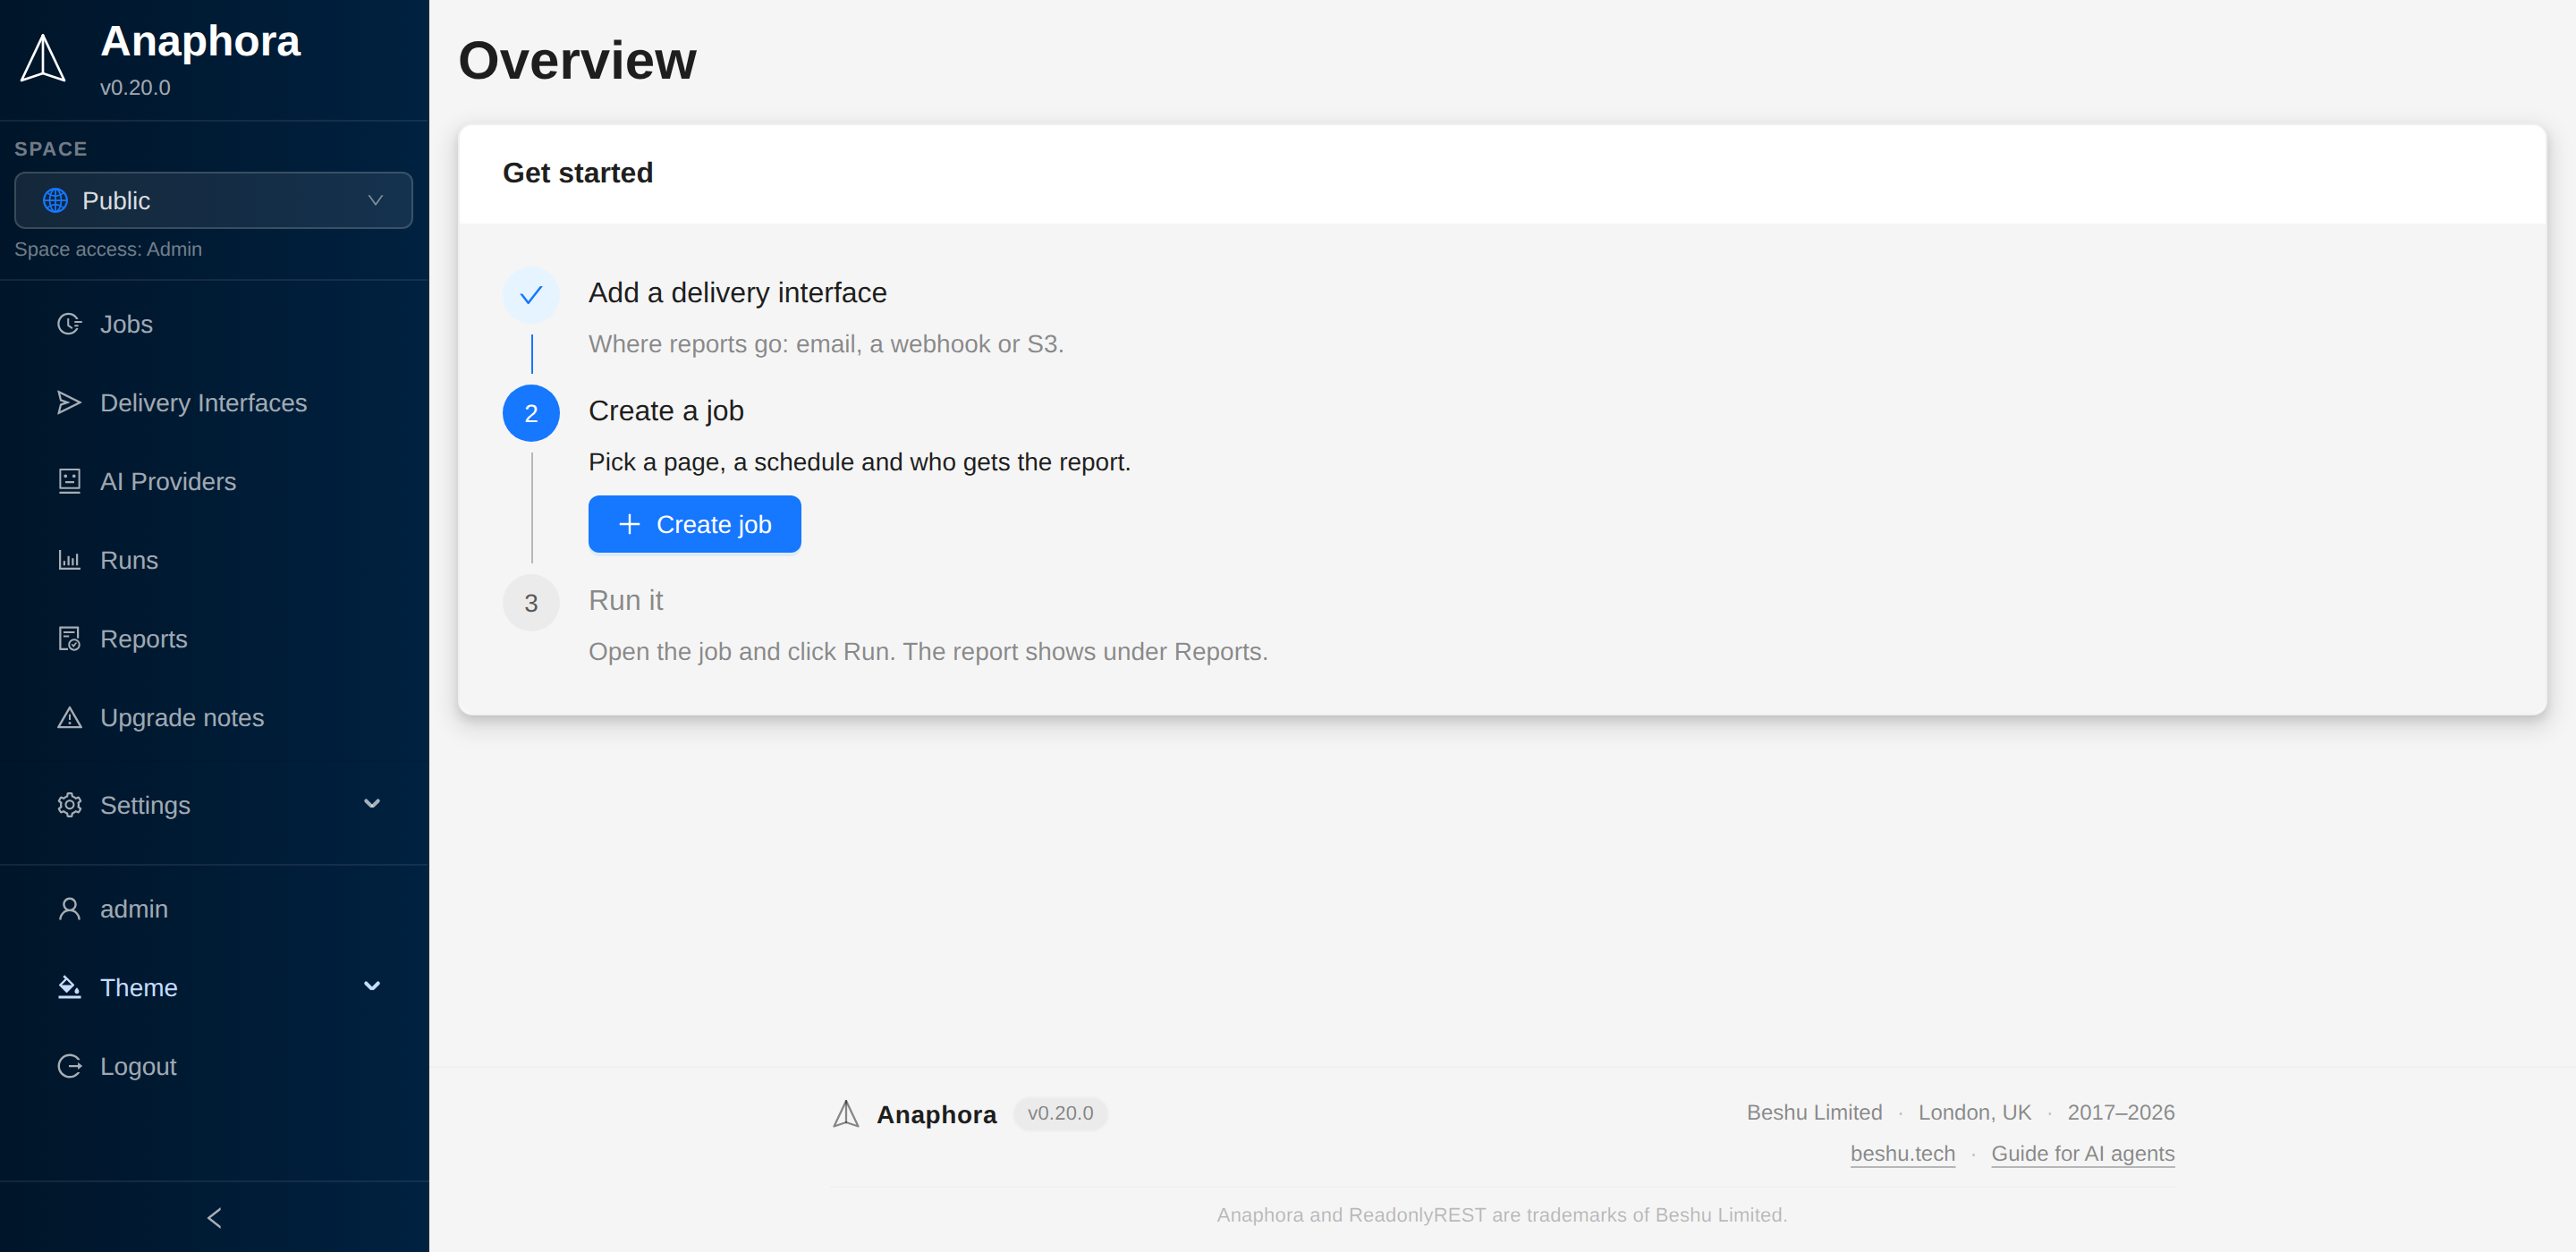 Anaphora
v0.20.0
SPACE
Public
Space access: Admin
Jobs
Delivery Interfaces
AI Providers
Runs
Reports
Upgrade notes
Settings
admin
Theme
Logout
Overview
Get started
Add a delivery interface
Where reports go: email, a webhook or S3.
2
Create a job
Pick a page, a schedule and who gets the report.
Create job
3
Run it
Open the job and click Run. The report shows under Reports.
Anaphora v0.20.0
Beshu Limited · London, UK · 2017–2026
beshu.tech · Guide for AI agents
Anaphora and ReadonlyREST are trademarks of Beshu Limited.